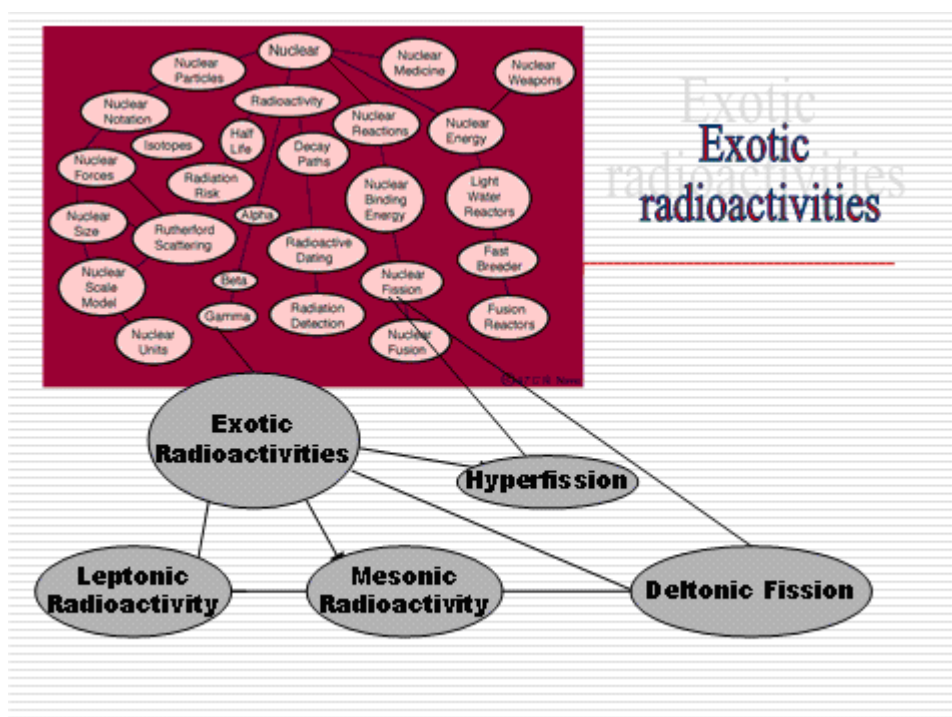 Nuclear
Nuclear
Particles
Nuclear
Medicine
Nuclear
Weapons
Nuclear
Notation
Radioactivity
Nuclear
Reactions
Nuclear
Energy
Half
Life
Isotopes
Decay
Paths
Nuclear
Forces
Radiation
Risk
Nuclear
Binding
Energy
Light
Water
Reactors
Alpha
Nuclear
Size
Rutherford
Scattering
Radioactive
Dating
Fast
Breeder
Nuclear
Scale
Model
Beta
Nuclear
Fission
Gamma
Radiation
Detection
Fusion
Reactors
Nuclear
Units
Nuclear
Fusion
Exotic
radioactivities
Exotic
radioactivities
Exotic
Radioactivities
Hyperfission
Leptonic
Radioactivity
Mesonic
Radioactivity
Deltonic Fission